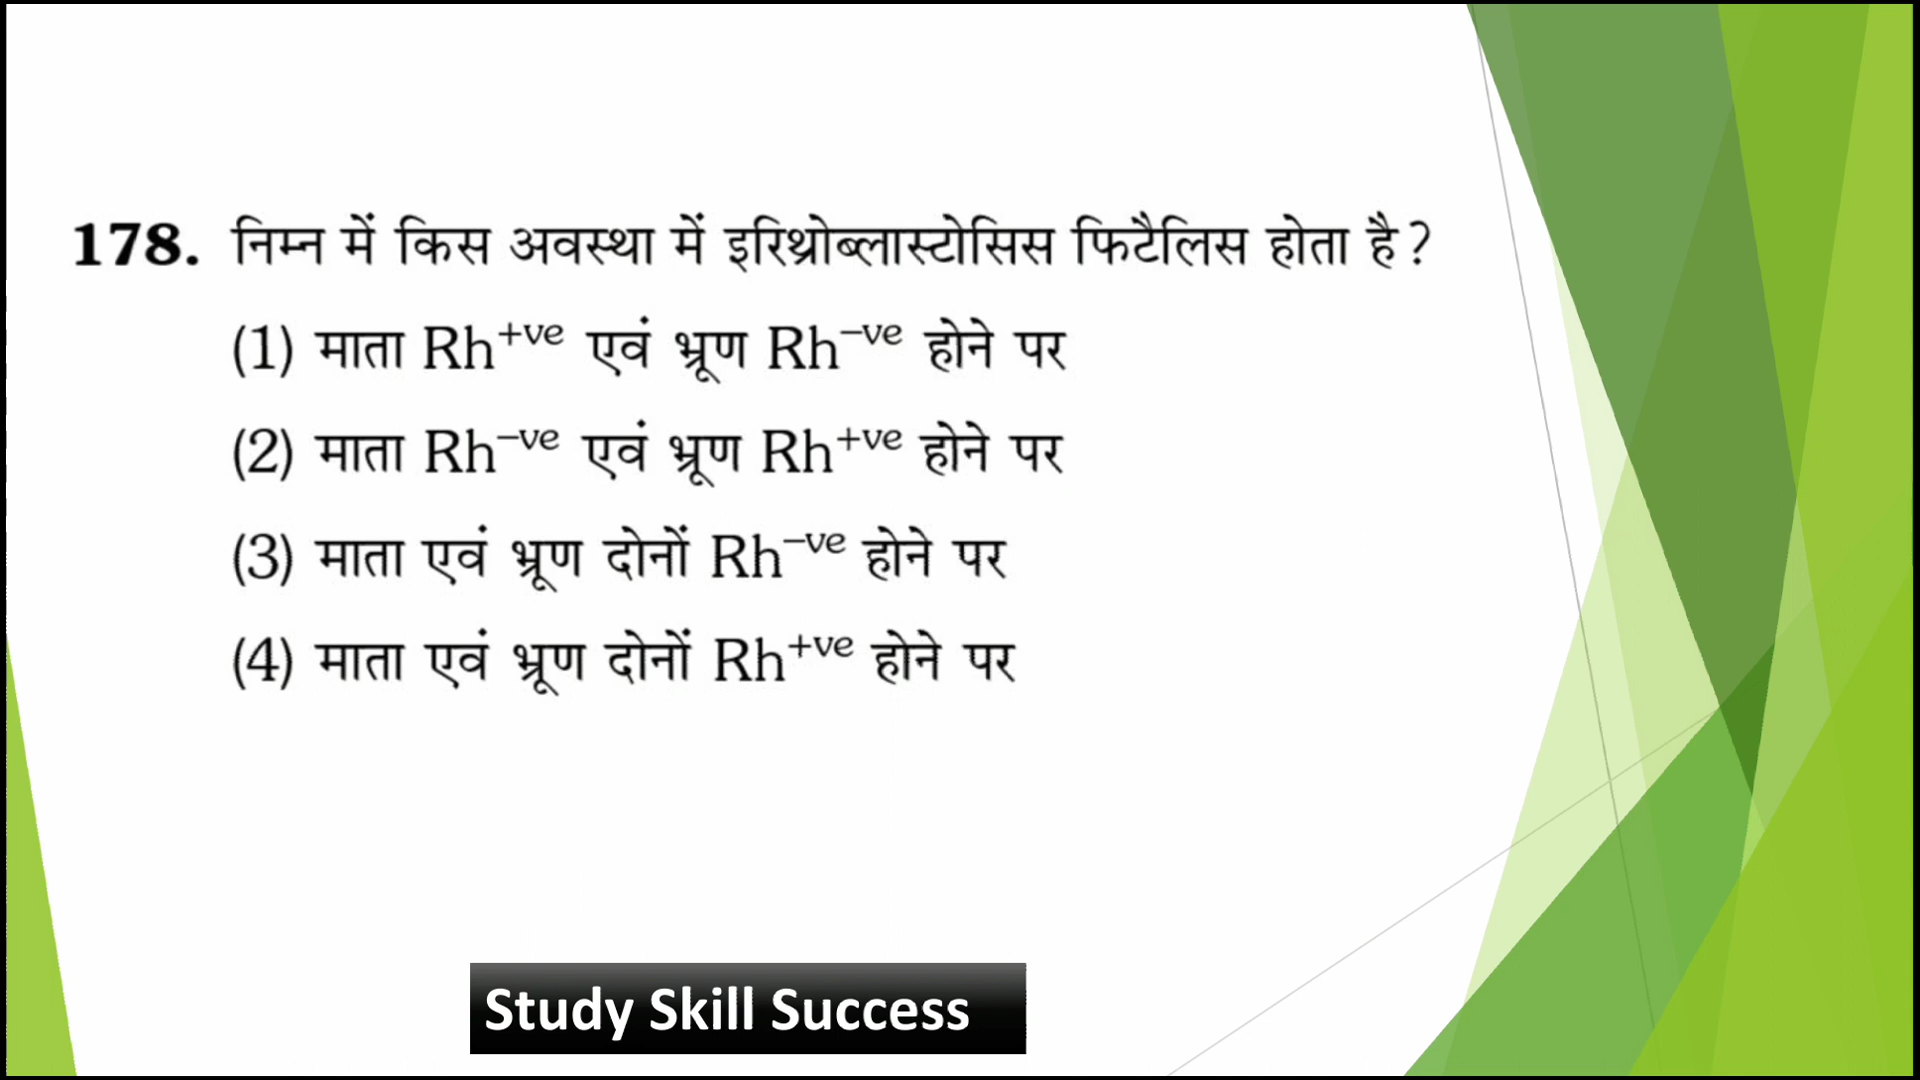 178. निम्न में किस अवस्था में इरिथ्रोब्लास्टोसिस फिटैलिस होता है?
(1) माता Rh⁺ᵛᵉ एवं भ्रूण Rh⁻ᵛᵉ होने पर
(2) माता Rh⁻ᵛᵉ एवं भ्रूण Rh⁺ᵛᵉ होने पर
(3) माता एवं भ्रूण दोनों Rh⁻ᵛᵉ होने पर
(4) माता एवं भ्रूण दोनों Rh⁺ᵛᵉ होने पर
Study Skill Success